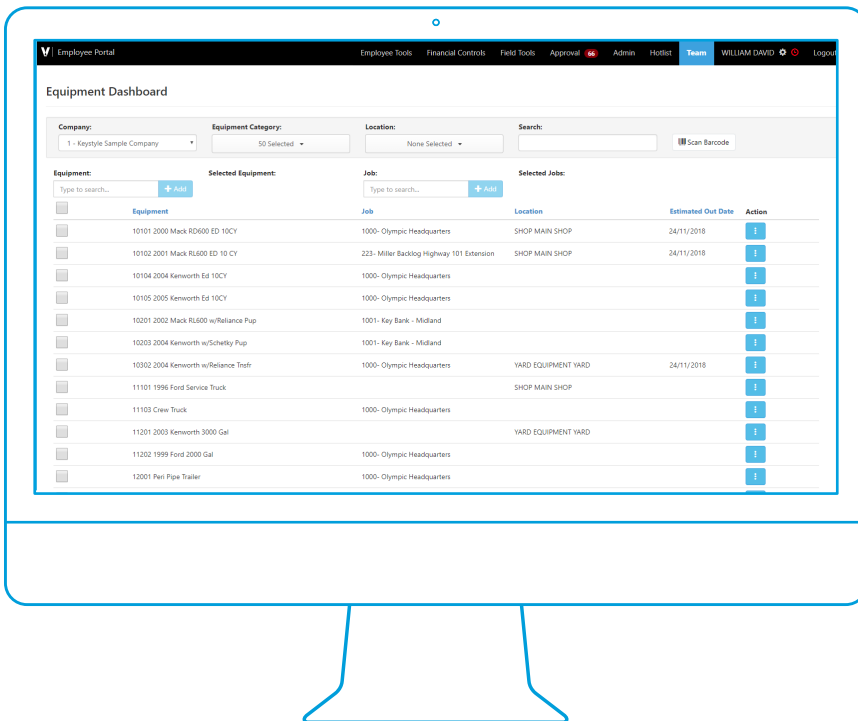 Employee Portal Employee Tools Financial Controls Field Tools Approval 66 Admin Hotlist Team WILLIAM DAVID Logout
Equipment Dashboard
Company: Equipment Category: Location: Search:
1 - Keystyle Sample Company 50 Selected None Selected Scan Barcode
Equipment: Selected Equipment: Job: Selected Jobs:
Type to search... + Add Type to search... + Add
Equipment Job Location Estimated Out Date Action
10101 2000 Mack RD600 ED 10CY 1000- Olympic Headquarters SHOP MAIN SHOP 24/11/2018
10102 2001 Mack RL600 ED 10 CY 223- Miller Backlog Highway 101 Extension SHOP MAIN SHOP 24/11/2018
10104 2004 Kenworth Ed 10CY 1000- Olympic Headquarters
10105 2005 Kenworth Ed 10CY 1000- Olympic Headquarters
10201 2002 Mack RL600 w/Reliance Pup 1001- Key Bank - Midland
10203 2004 Kenworth w/Schetky Pup 1001- Key Bank - Midland
10302 2004 Kenworth w/Reliance Tnsfr 1000- Olympic Headquarters YARD EQUIPMENT YARD 24/11/2018
11101 1996 Ford Service Truck SHOP MAIN SHOP
11103 Crew Truck 1000- Olympic Headquarters
11201 2003 Kenworth 3000 Gal YARD EQUIPMENT YARD
11202 1999 Ford 2000 Gal 1000- Olympic Headquarters
12001 Peri Pipe Trailer 1000- Olympic Headquarters